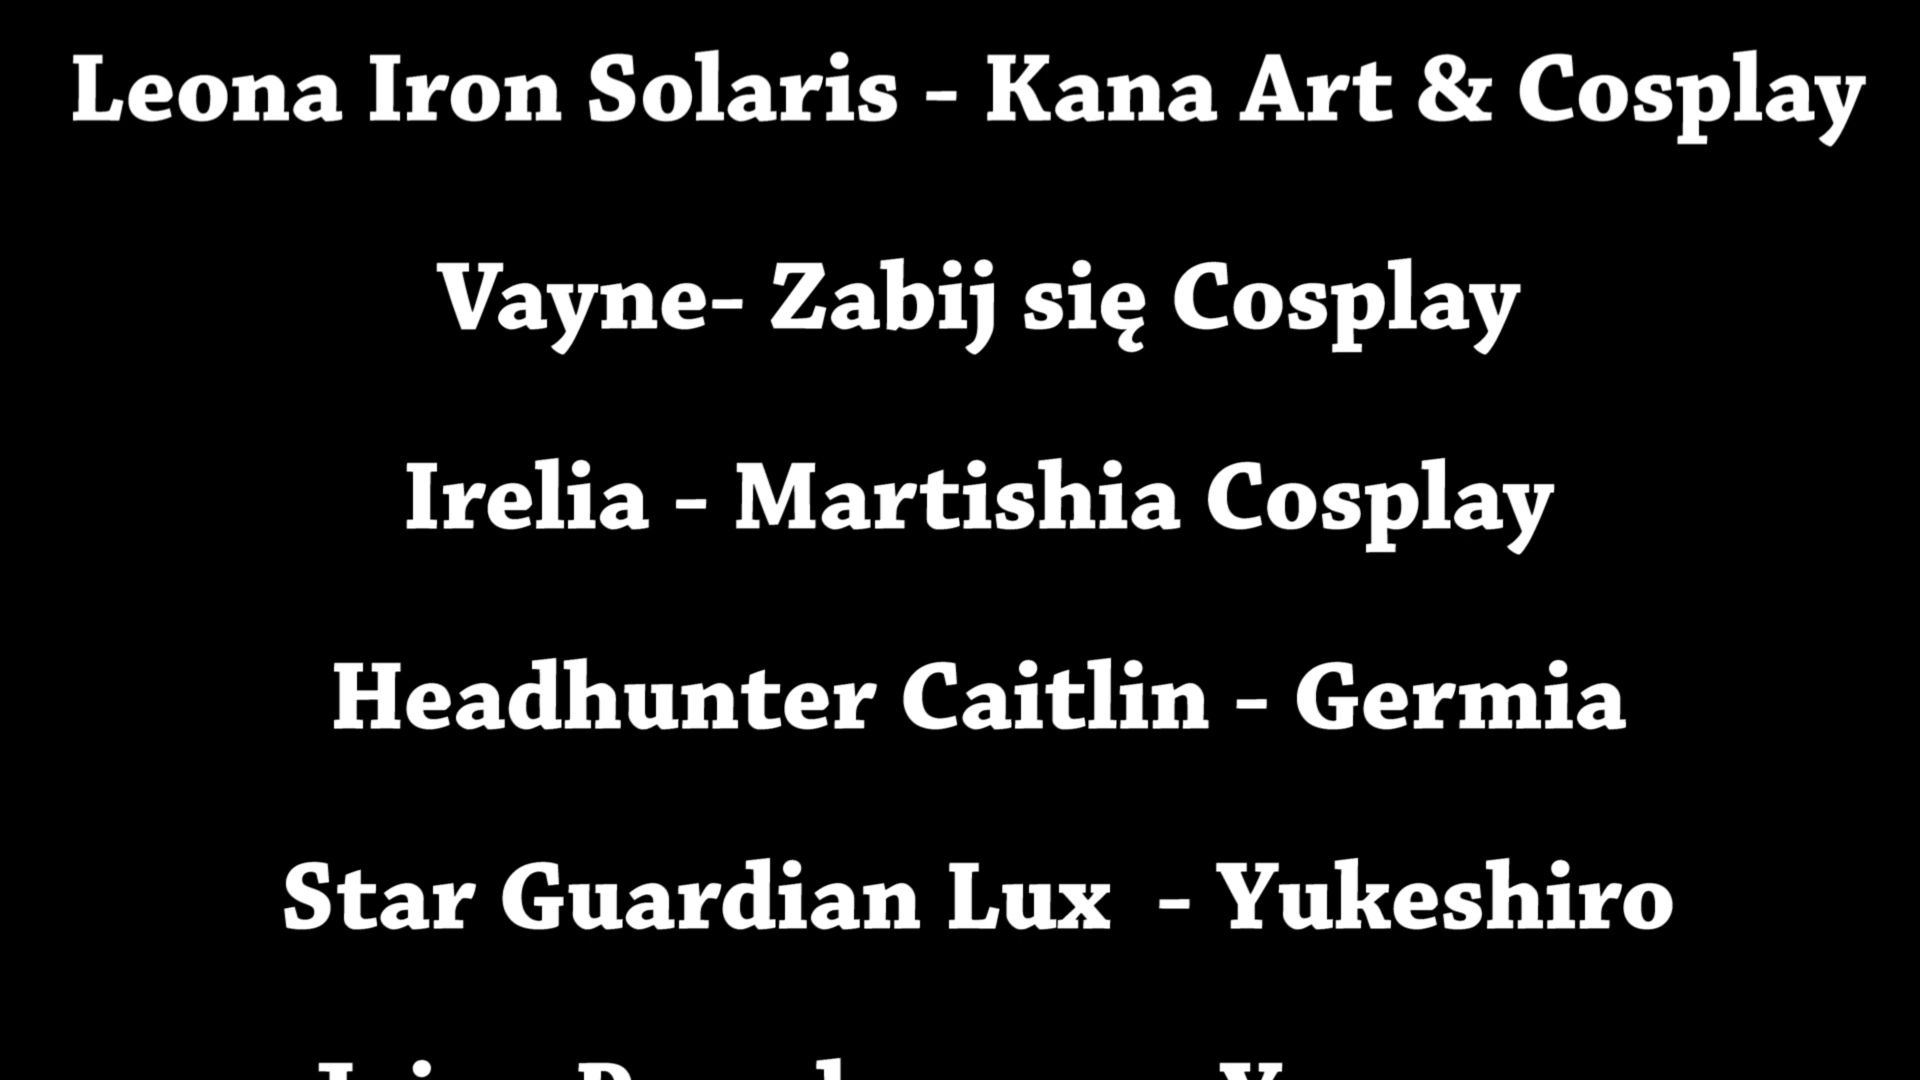 Leona Iron Solaris - Kana Art & Cosplay
Vayne- Zabij się Cosplay
Irelia - Martishia Cosplay
Headhunter Caitlin - Germia
Star Guardian Lux - Yukeshiro